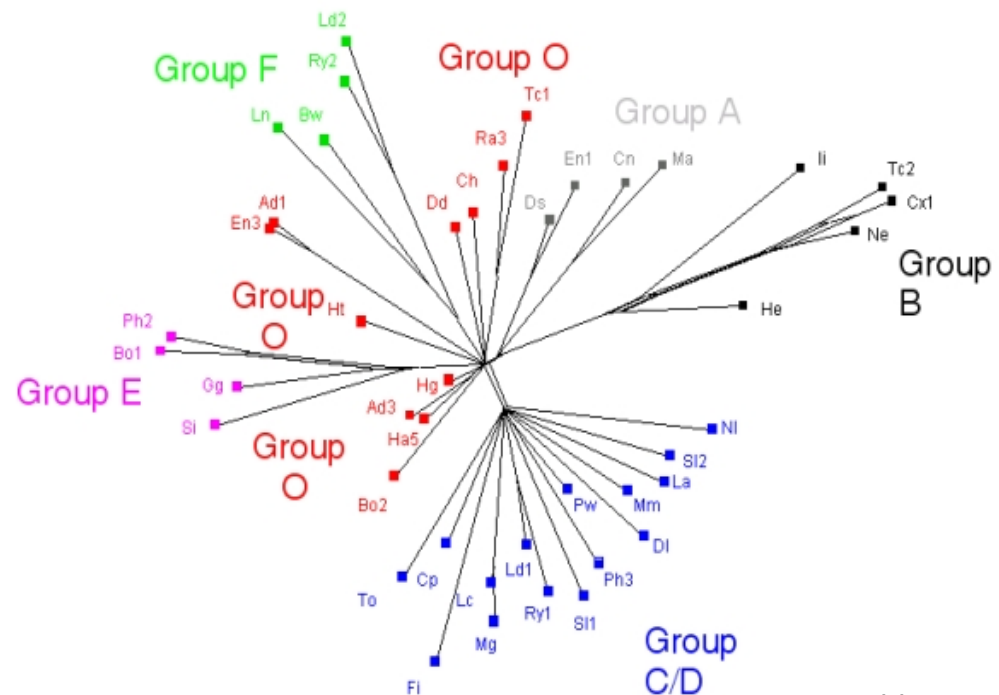 Ld2
Ry2
Group F
Group O
Ln
Bw
Tc1
Group A
Ra3
En1
Cn
Ma
Ii
Tc2
Cx1
Ch
Dd
Ds
Ad1
En3
Ne
Group
B
Group
O
Ht
He
Ph2
Bo1
Group E
Gg
Hg
Si
Ad3
Ha5
Group
O
Bo2
Nl
Sl2
La
Pw
Mm
Dl
To
Cp
Lc
Ld1
Ph3
Ry1
Sl1
Mg
Group
C/D
Fi